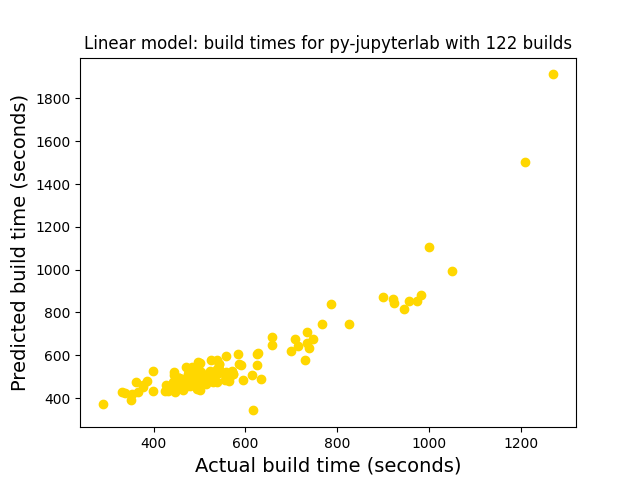 Linear model: build times for py-jupyterlab with 122 builds
Predicted build time (seconds)
1800
1600
1400
1200
1000
800
600
400
400 600 800 1000 1200
Actual build time (seconds)